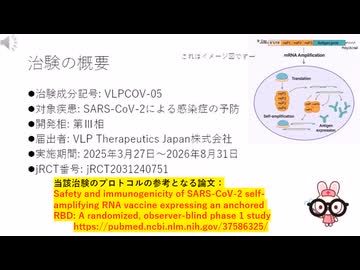 治験の概要
これはイメージ図ですー
●治験成分記号: VLPCOV-05
●対象疾患: SARS-CoV-2による感染症の予防
●開発相: 第Ⅲ相
●届出者: VLP Therapeutics Japan株式会社
●実施期間: 2025年3月27日～2026年8月31日
●jRCT番号: jRCT2031240751
当該治験のプロトコルの参考となる論文：
Safety and immunogenicity of SARS-CoV-2 self-
amplifying RNA vaccine expressing an anchored
RBD: A randomized, observer-blind phase 1 study
https://pubmed.ncbi.nlm.nih.gov/37586325/
mRNA Amplification
Translation
Self-amplification
Antigen
expression